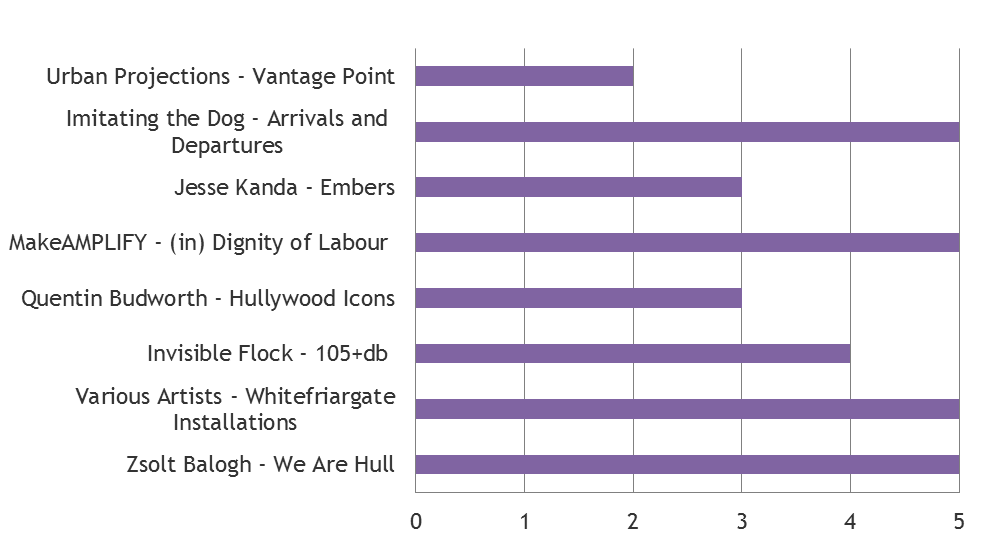 Urban Projections - Vantage Point
Imitating the Dog - Arrivals and
Departures
Jesse Kanda - Embers
MakeAMPLIFY - (in) Dignity of Labour
Quentin Budworth - Hullywood Icons
Invisible Flock - 105+db
Various Artists - Whitefriargate
Installations
Zsolt Balogh - We Are Hull
0 1 2 3 4 5